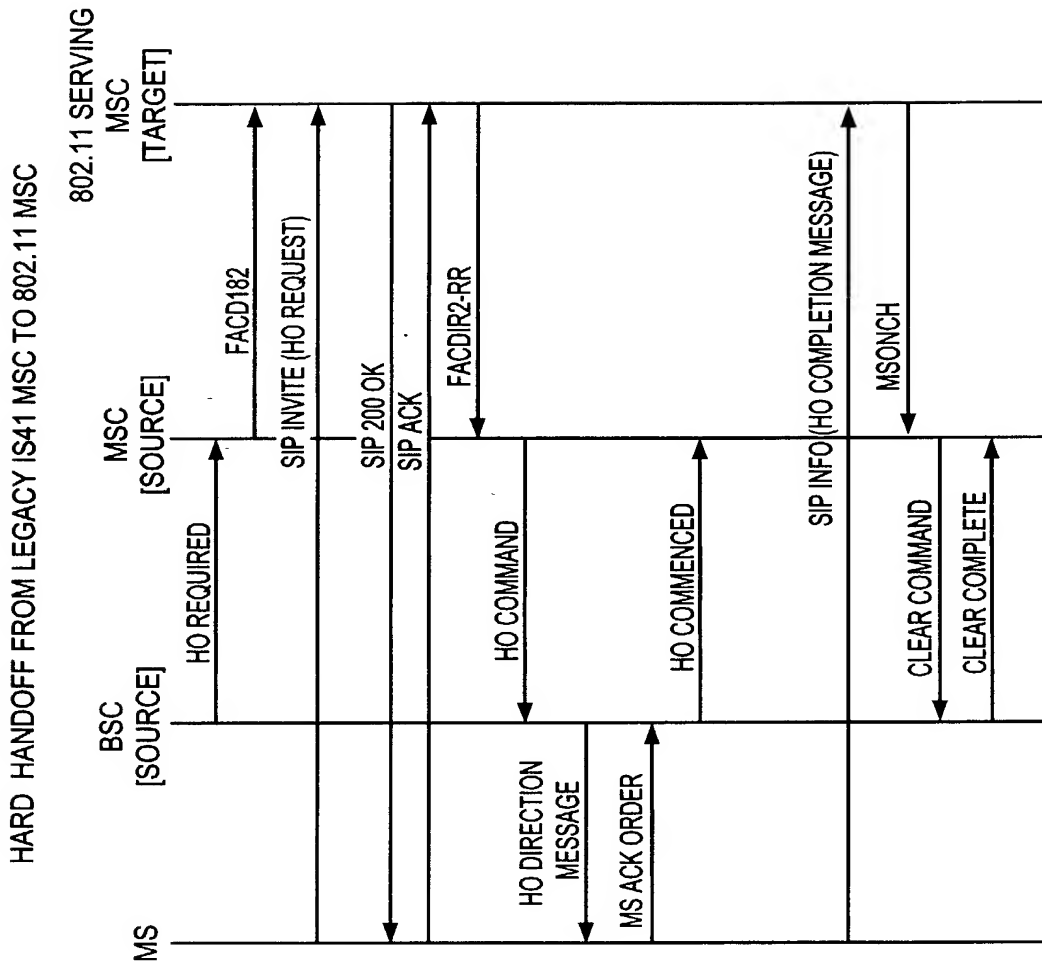 HARD HANDOFF FROM LEGACY IS41 MSC TO 802.11 MSC
MS
BSC
[SOURCE]
MSC
[SOURCE]
802.11 SERVING
MSC
[TARGET]
HO REQUIRED
FACD182
SIP INVITE (HO REQUEST)
SIP 200 OK
SIP ACK
FACDIR2-RR
HO COMMAND
HO DIRECTION
MESSAGE
MS ACK ORDER
HO COMMENCED
SIP INFO (HO COMPLETION MESSAGE)
MSONCH
CLEAR COMMAND
CLEAR COMPLETE